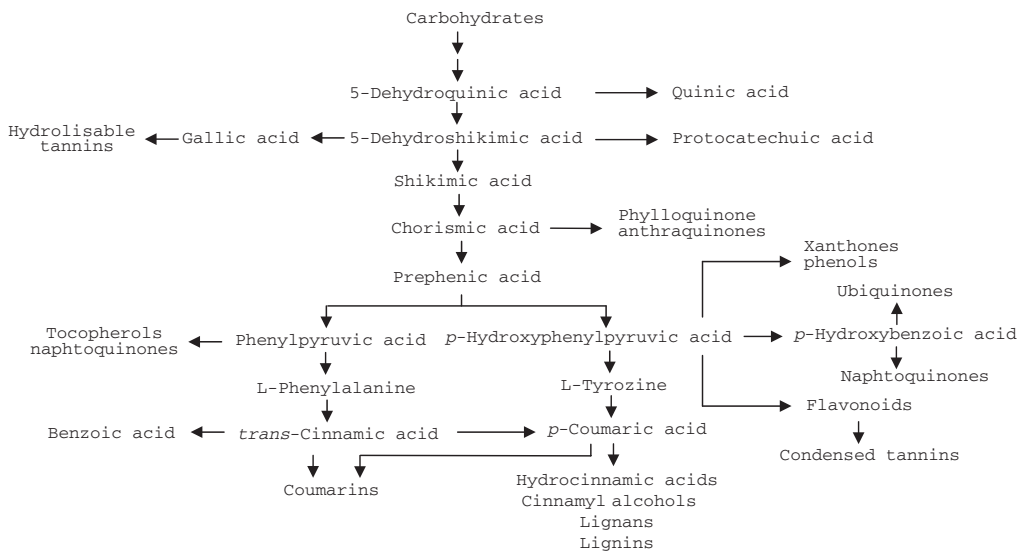 Carbohydrates
5-Dehydroquinic acid
Quinic acid
Hydrolisable
tannins
Gallic acid
5-Dehydroshikimic acid
Protocatechuic acid
Shikimic acid
Chorismic acid
Phylloquinone
anthraquinones
Prephenic acid
Xanthones
phenols
Ubiquinones
Tocopherols
naphtoquinones
Phenylpyruvic acid
p-Hydroxyphenylpyruvic acid
p-Hydroxybenzoic acid
Naphtoquinones
L-Phenylalanine
L-Tyrozine
Flavonoids
Benzoic acid
trans-Cinnamic acid
p-Coumaric acid
Condensed tannins
Coumarins
Hydrocinnamic acids
Cinnamyl alcohols
Lignans
Lignins